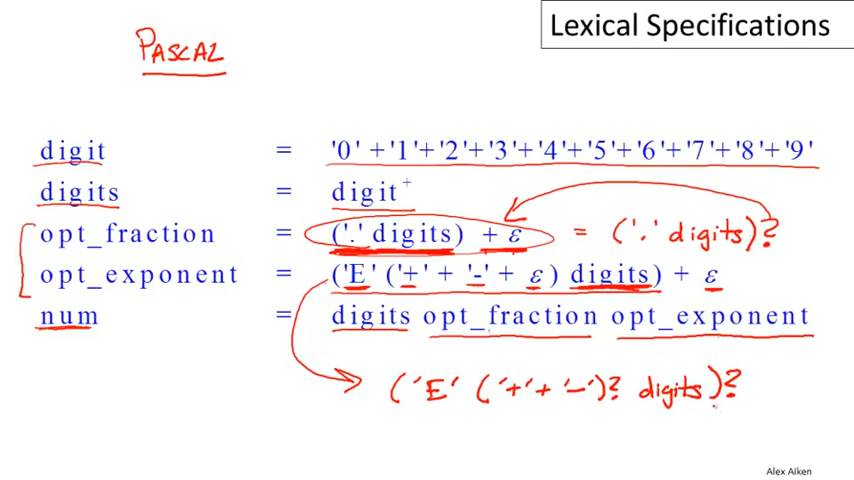 Lexical Specifications
PASCAL
digit = '0' +'1'+'2'+'3'+'4'+'5'+'6'+'7'+'8'+'9'
digits = digit⁺
opt_fraction = ('.' digits) + ε = ('.' digits)?
opt_exponent = ('E' ('+' + '-' + ε) digits) + ε
num = digits opt_fraction opt_exponent
('E' ('+'+'-')? digits)?
Alex Aiken